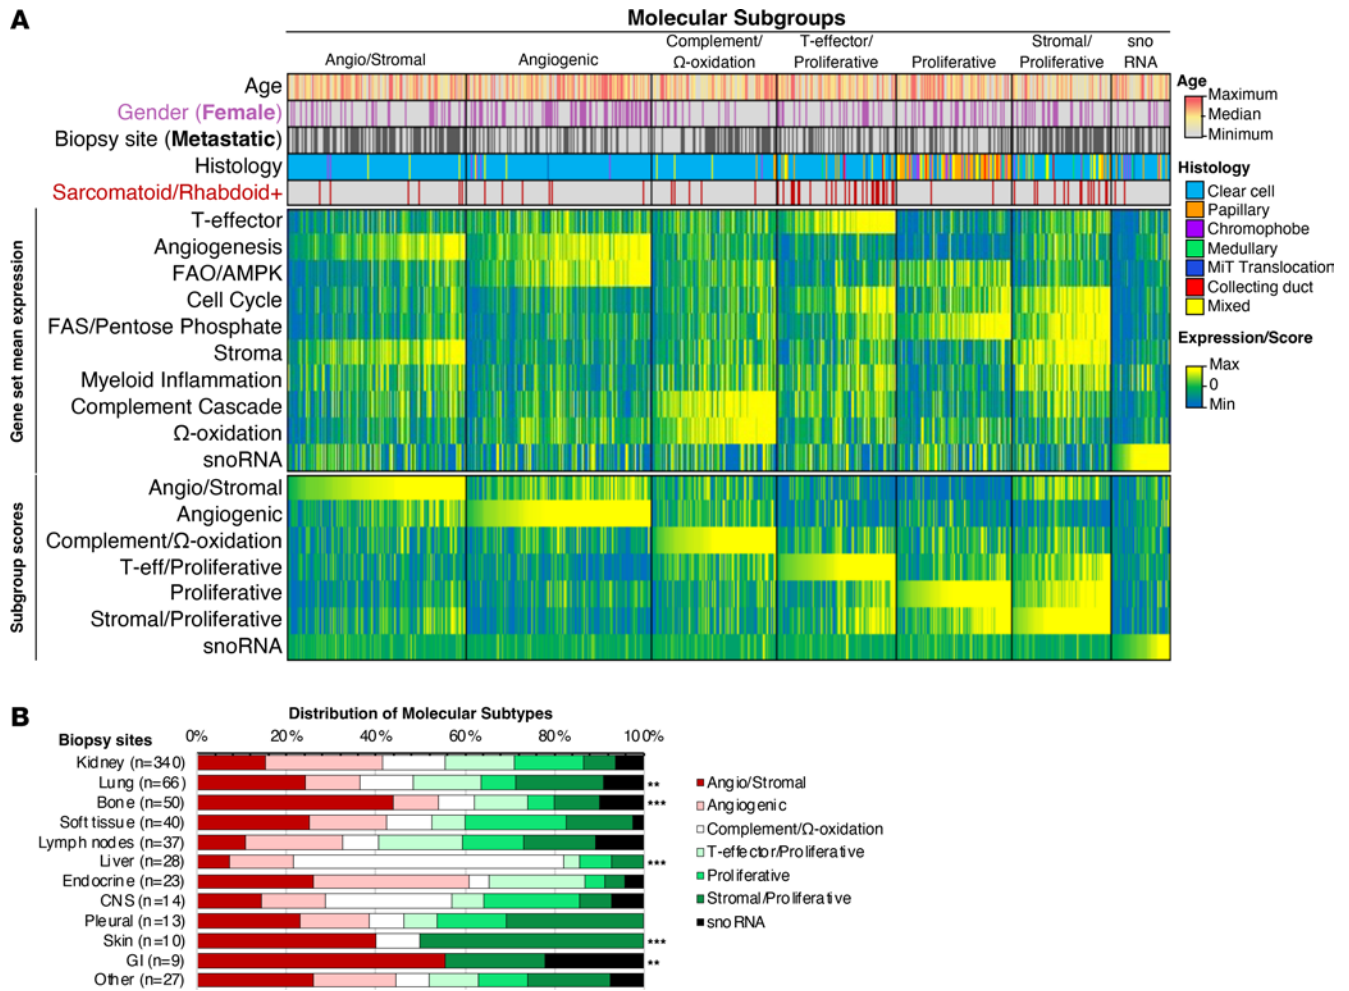 A
Molecular Subgroups
Angio/Stromal
Angiogenic
Complement/
Ω-oxidation
T-effector/
Proliferative
Proliferative
Stromal/
Proliferative
sno
RNA
Age
Gender (Female)
Biopsy site (Metastatic)
Histology
Sarcomatoid/Rhabdoid+
Gene set mean expression
T-effector
Angiogenesis
FAO/AMPK
Cell Cycle
FAS/Pentose Phosphate
Stroma
Myeloid Inflammation
Complement Cascade
Ω-oxidation
snoRNA
Subgroup scores
Angio/Stromal
Angiogenic
Complement/Ω-oxidation
T-eff/Proliferative
Proliferative
Stromal/Proliferative
snoRNA
Age
Maximum
Median
Minimum
Histology
Clear cell
Papillary
Chromophobe
Medullary
MiT Translocation
Collecting duct
Mixed
Expression/Score
Max
0
Min
B
Distribution of Molecular Subtypes
Biopsy sites
0% 20% 40% 60% 80% 100%
Kidney (n=340)
Lung (n=66) **
Bone (n=50) ***
Soft tissue (n=40)
Lymph nodes (n=37)
Liver (n=28) ***
Endocrine (n=23)
CNS (n=14)
Pleural (n=13)
Skin (n=10) ***
GI (n=9) **
Other (n=27)
Angio/Stromal
Angiogenic
Complement/Ω-oxidation
T-effector/Proliferative
Proliferative
Stromal/Proliferative
snoRNA